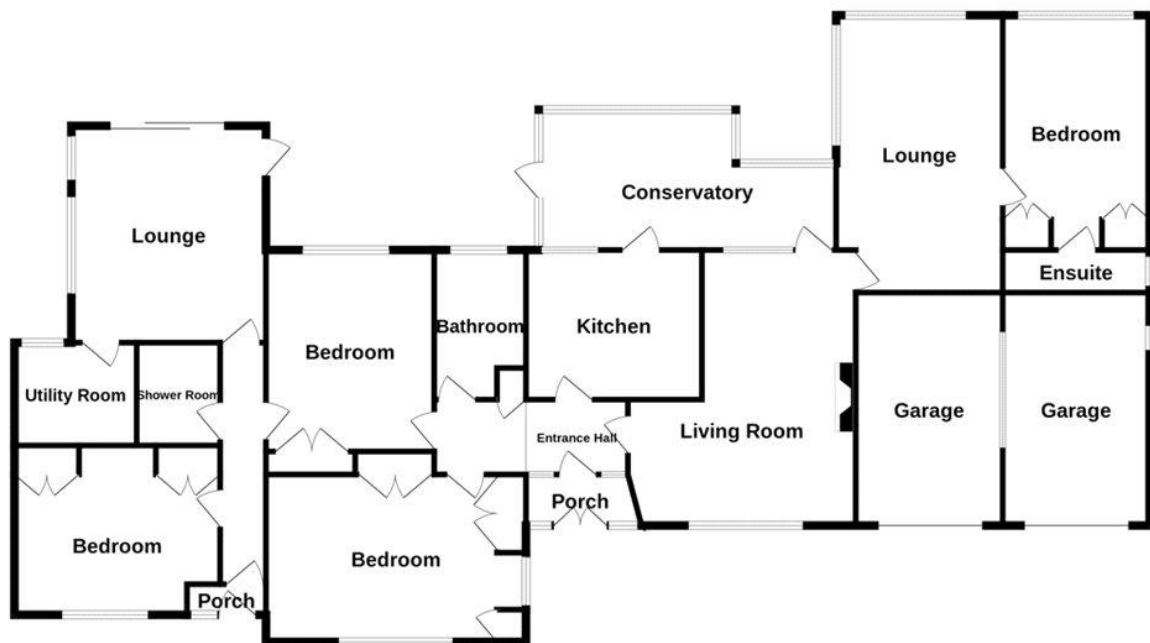 Lounge
Bedroom
Conservatory
Lounge
Ensuite
Bathroom
Kitchen
Bedroom
Utility Room
Shower Room
Garage
Garage
Living Room
Entrance Hall
Porch
Bedroom
Bedroom
Porch